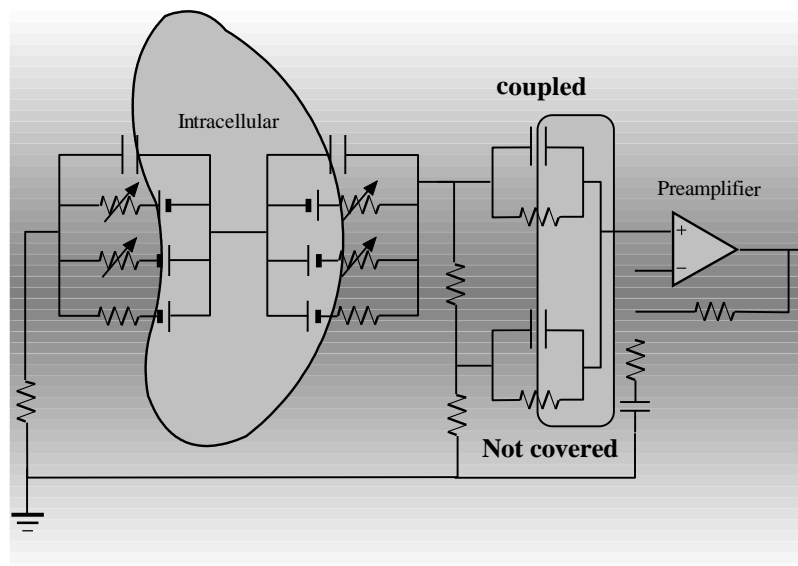 coupled
Intracellular
Preamplifier
+
−
Not covered